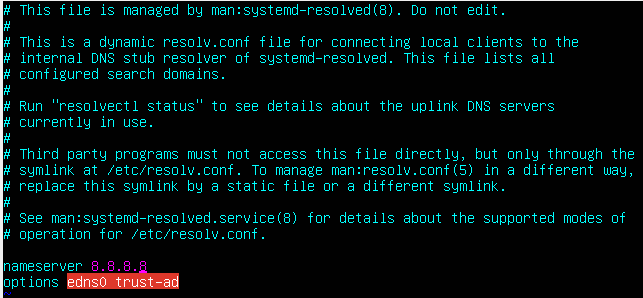 # This file is managed by man:systemd-resolved(8). Do not edit.
#
# This is a dynamic resolv.conf file for connecting local clients to the
# internal DNS stub resolver of systemd-resolved. This file lists all
# configured search domains.
#
# Run "resolvectl status" to see details about the uplink DNS servers
# currently in use.
#
# Third party programs must not access this file directly, but only through the
# symlink at /etc/resolv.conf. To manage man:resolv.conf(5) in a different way,
# replace this symlink by a static file or a different symlink.
#
# See man:systemd-resolved.service(8) for details about the supported modes of
# operation for /etc/resolv.conf.

nameserver 8.8.8.8
options edns0 trust-ad
~